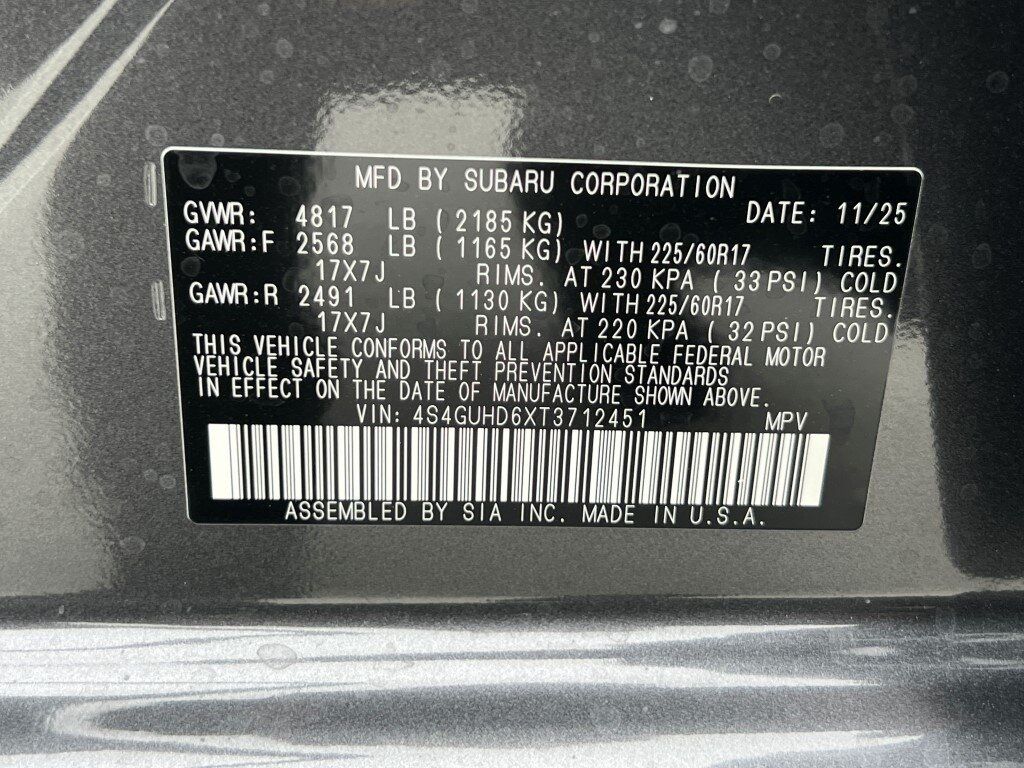 MFD BY SUBARU CORPORATION
GVWR: 4817 LB ( 2185 KG) DATE: 11/25
GAWR:F 2568 LB ( 1165 KG) WITH 225/60R17 TIRES.
17X7J RIMS. AT 230 KPA ( 33 PSI) COLD
GAWR:R 2491 LB ( 1130 KG) WITH 225/60R17 TIRES.
17X7J RIMS. AT 220 KPA ( 32 PSI) COLD
THIS VEHICLE CONFORMS TO ALL APPLICABLE FEDERAL MOTOR
VEHICLE SAFETY AND THEFT PREVENTION STANDARDS
IN EFFECT ON THE DATE OF MANUFACTURE SHOWN ABOVE.
VIN: 4S4GUHD6XT3712451 MPV
ASSEMBLED BY SIA INC. MADE IN U.S.A.